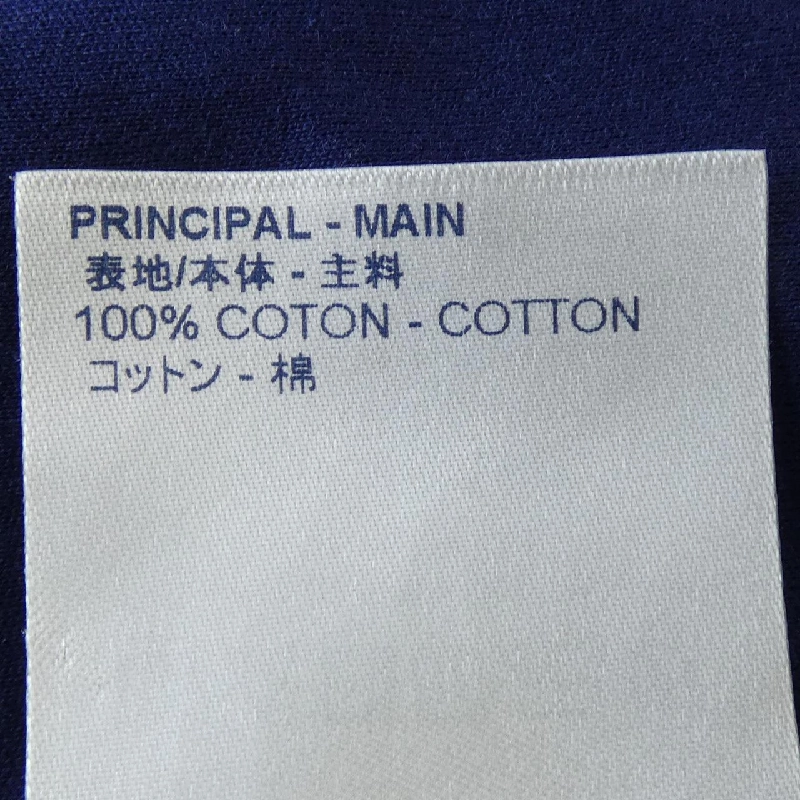 PRINCIPAL - MAIN
表地/本体 - 主料
100% COTON - COTTON
コットン - 棉